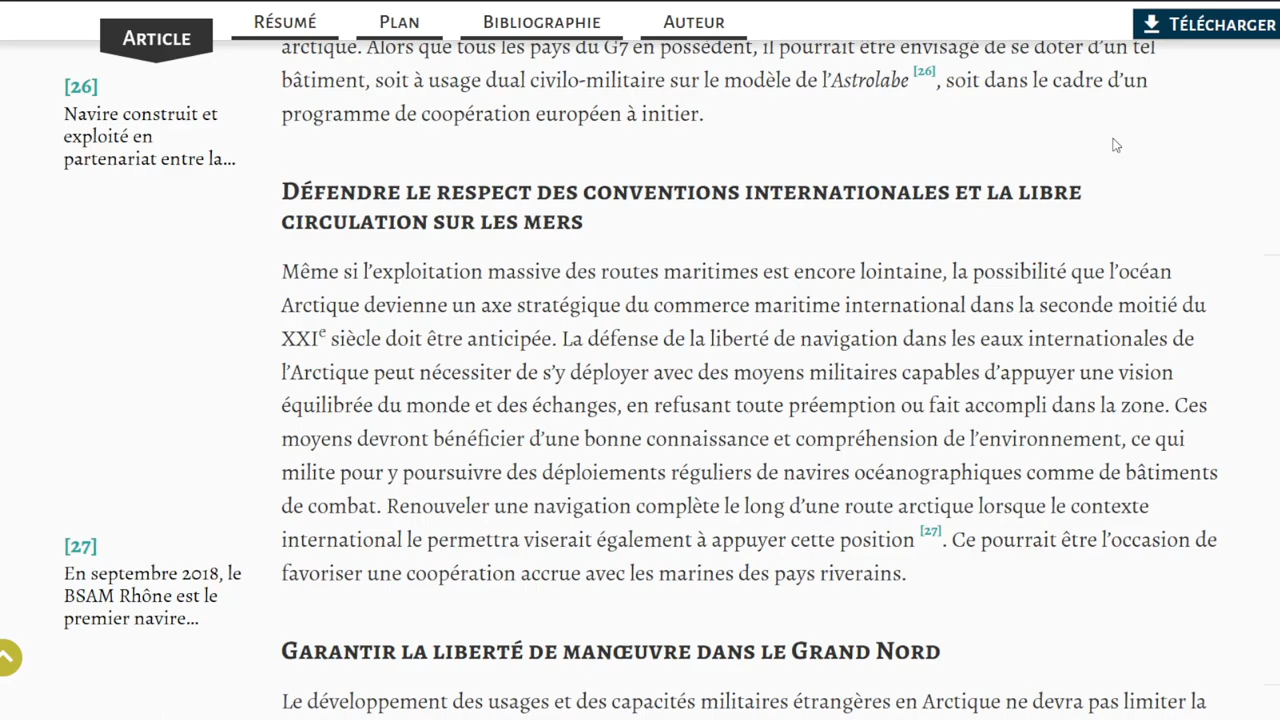 ARTICLE
RÉSUMÉ
PLAN
BIBLIOGRAPHIE
AUTEUR
TÉLÉCHARGER
arctique. Alors que tous les pays du G7 en possèdent, il pourrait être envisagé de se doter d’un tel
bâtiment, soit à usage dual civilo-militaire sur le modèle de l’Astrolabe [26], soit dans le cadre d’un
programme de coopération européen à initier.
[26]
Navire construit et
exploité en
partenariat entre la…
DÉFENDRE LE RESPECT DES CONVENTIONS INTERNATIONALES ET LA LIBRE
CIRCULATION SUR LES MERS
Même si l’exploitation massive des routes maritimes est encore lointaine, la possibilité que l’océan
Arctique devienne un axe stratégique du commerce maritime international dans la seconde moitié du
XXIe siècle doit être anticipée. La défense de la liberté de navigation dans les eaux internationales de
l’Arctique peut nécessiter de s’y déployer avec des moyens militaires capables d’appuyer une vision
équilibrée du monde et des échanges, en refusant toute préemption ou fait accompli dans la zone. Ces
moyens devront bénéficier d’une bonne connaissance et compréhension de l’environnement, ce qui
milite pour y poursuivre des déploiements réguliers de navires océanographiques comme de bâtiments
de combat. Renouveler une navigation complète le long d’une route arctique lorsque le contexte
international le permettra viserait également à appuyer cette position [27]. Ce pourrait être l’occasion de
favoriser une coopération accrue avec les marines des pays riverains.
[27]
En septembre 2018, le
BSAM Rhône est le
premier navire…
GARANTIR LA LIBERTÉ DE MANŒUVRE DANS LE GRAND NORD
Le développement des usages et des capacités militaires étrangères en Arctique ne devra pas limiter la